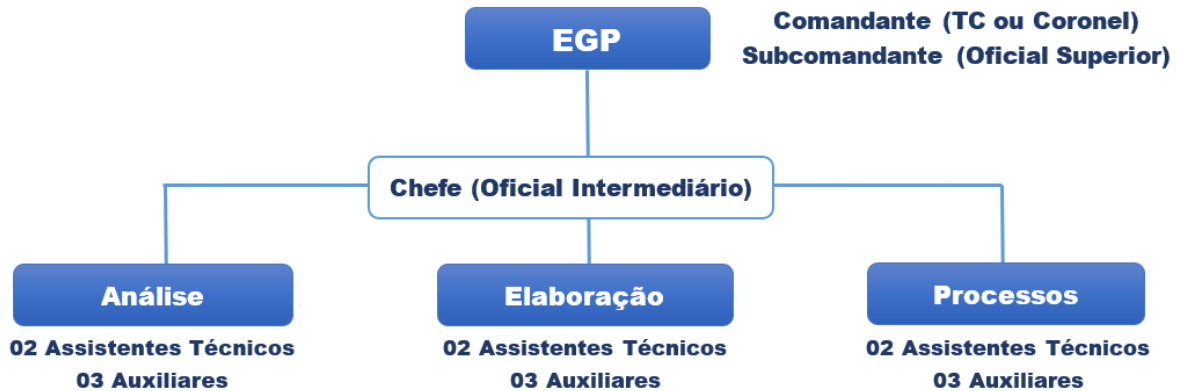 EGP
Comandante (TC ou Coronel)
Subcomandante (Oficial Superior)
Chefe (Oficial Intermediário)
Análise
02 Assistentes Técnicos
03 Auxiliares
Elaboração
02 Assistentes Técnicos
03 Auxiliares
Processos
02 Assistentes Técnicos
03 Auxiliares